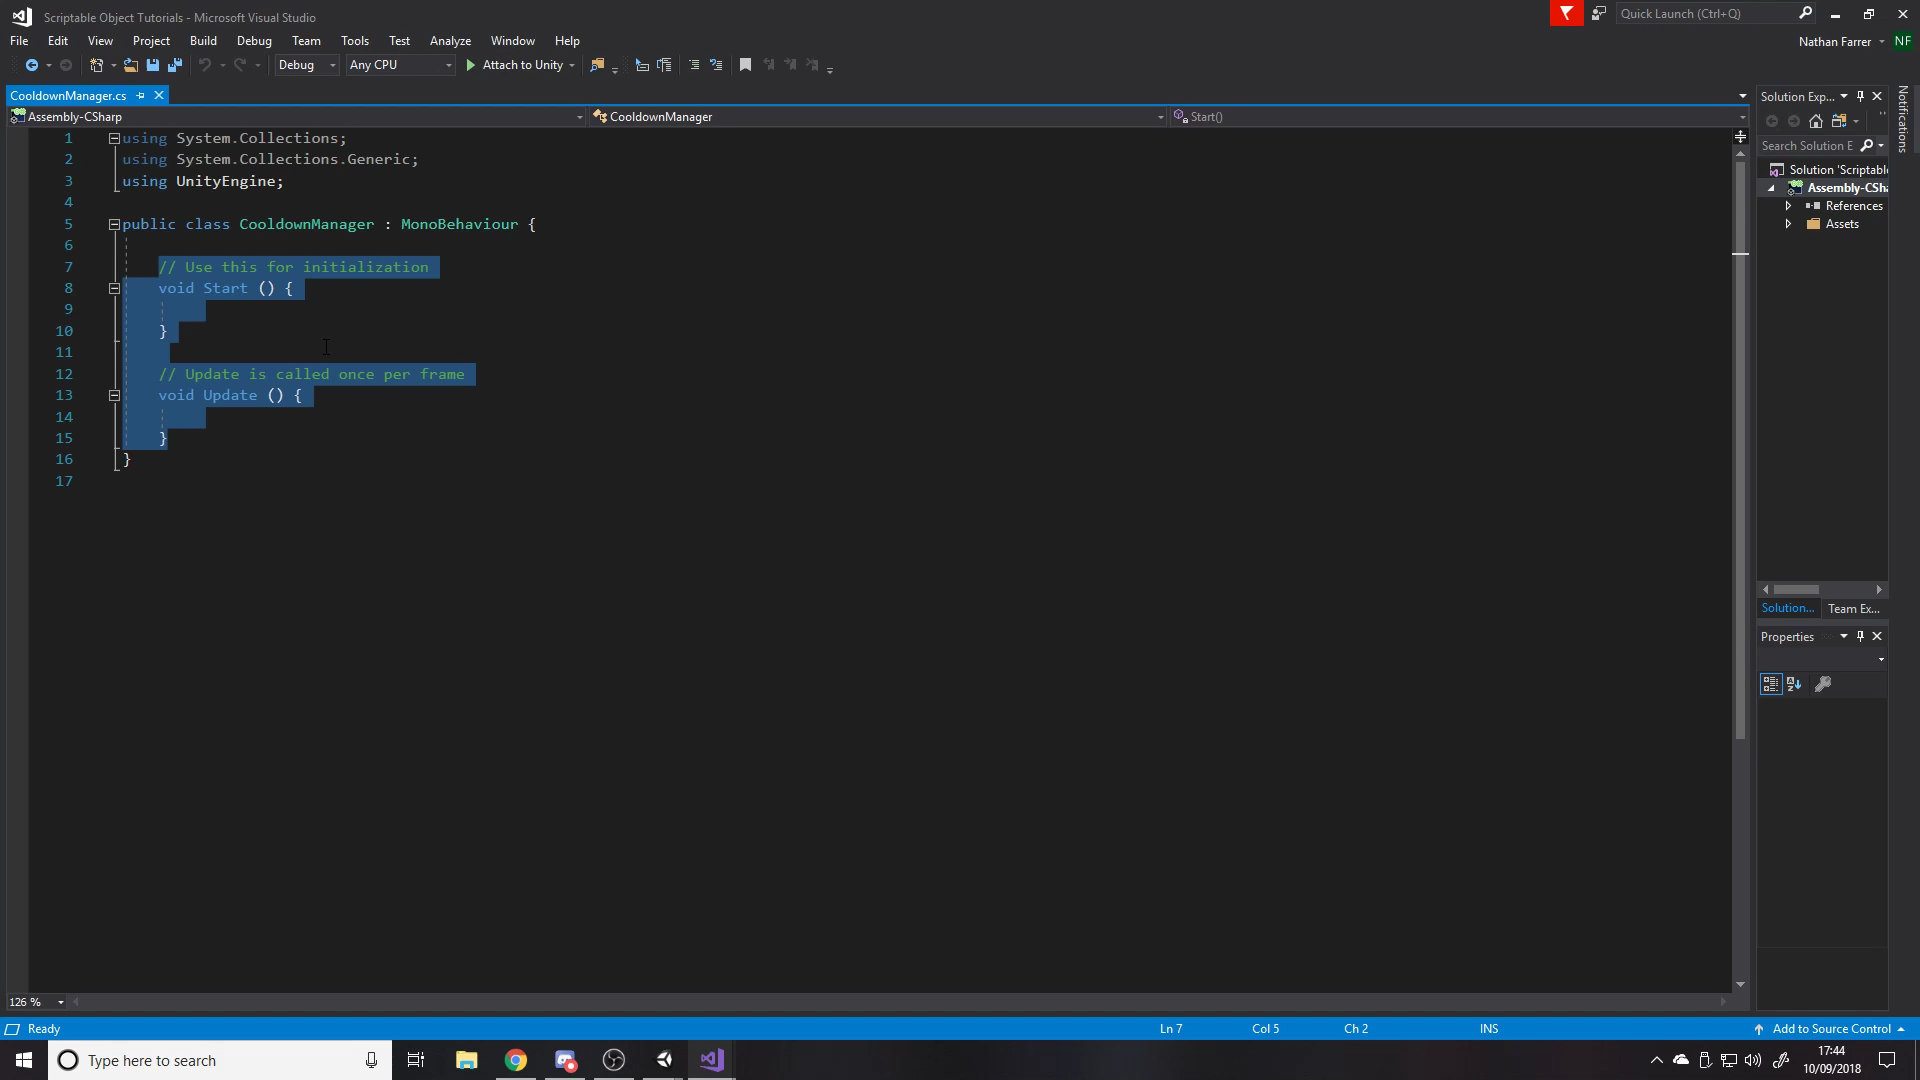 Scriptable Object Tutorials - Microsoft Visual Studio
Quick Launch (Ctrl+Q)
File Edit View Project Build Debug Team Tools Test Analyze Window Help
Nathan Farrer NF
Debug Any CPU Attach to Unity
CooldownManager.cs
Assembly-CSharp CooldownManager Start()
1 using System.Collections;
2 using System.Collections.Generic;
3 using UnityEngine;
4
5 public class CooldownManager : MonoBehaviour {
6
7 // Use this for initialization
8 void Start () {
9
10 }
11
12 // Update is called once per frame
13 void Update () {
14
15 }
16 }
17
Solution Exp...
Search Solution E
Solution 'Scriptabl
Assembly-CSha
References
Assets
Solution... Team Ex...
Properties
Notifications
126 %
Ready Ln 7 Col 5 Ch 2 INS Add to Source Control
Type here to search
17:44
10/09/2018